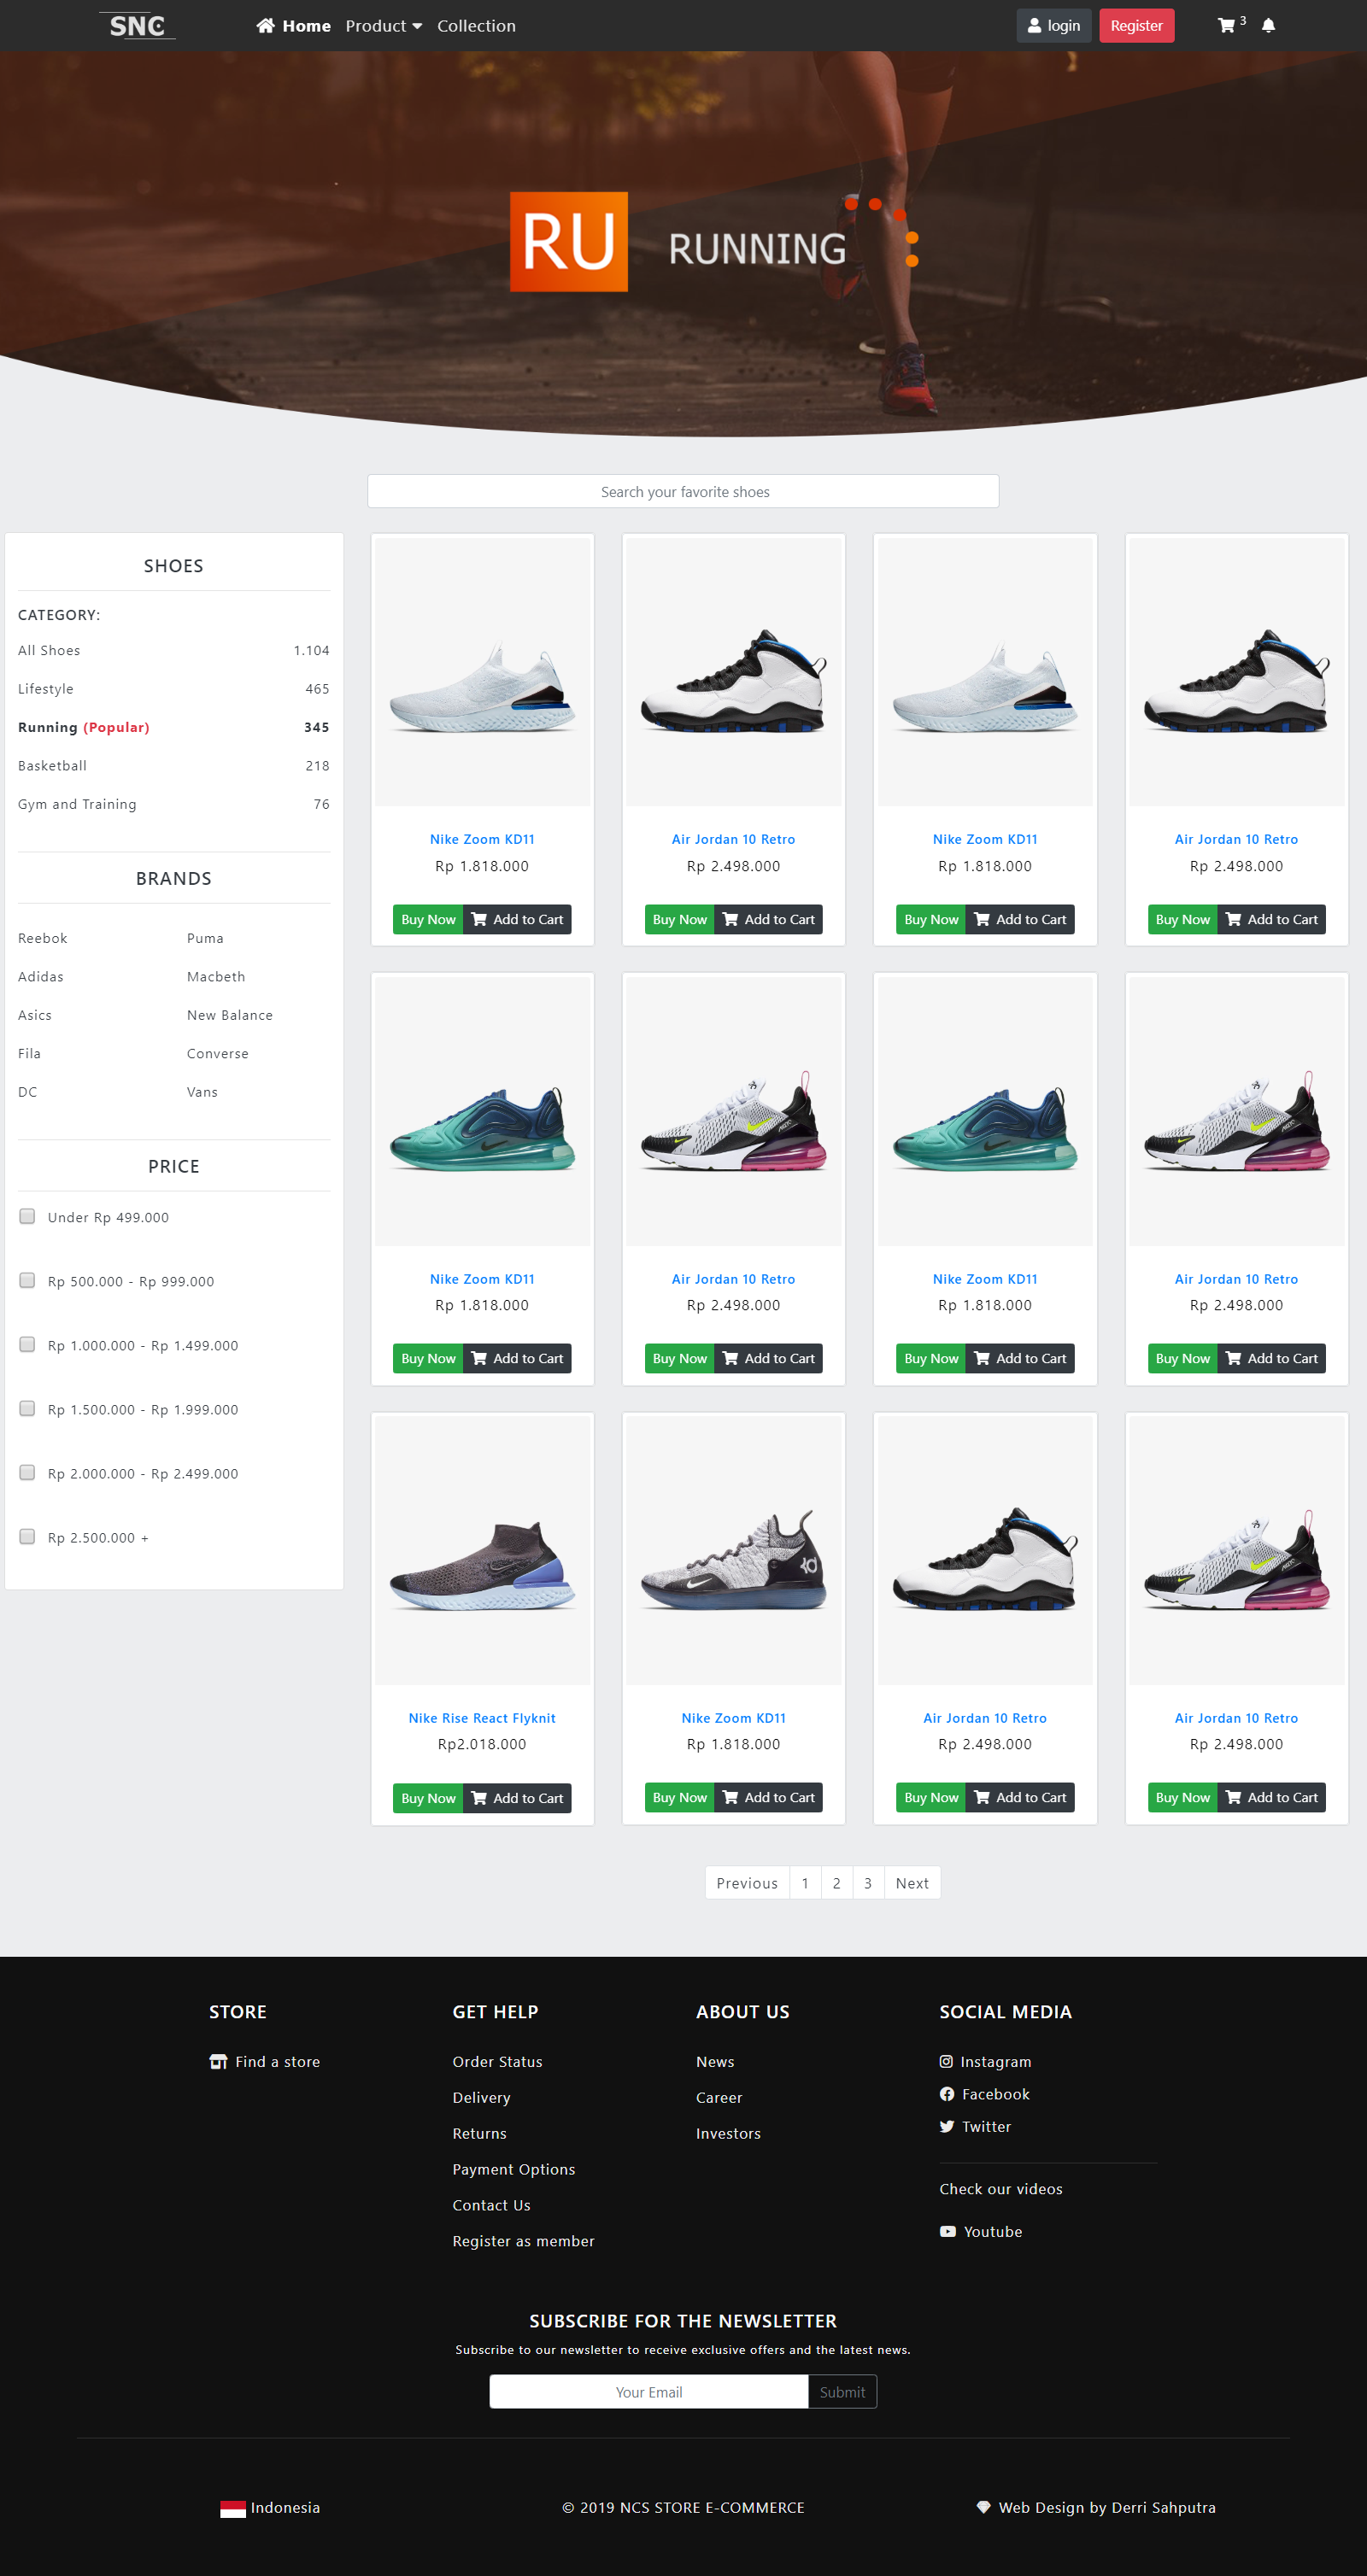 SNC
Home Product Collection login Register 3
RU RUNNING
Search your favorite shoes
SHOES
CATEGORY:
All Shoes 1.104
Lifestyle 465
Running (Popular) 345
Basketball 218
Gym and Training 76
BRANDS
Reebok Puma
Adidas Macbeth
Asics New Balance
Fila Converse
DC Vans
PRICE
Under Rp 499.000
Rp 500.000 - Rp 999.000
Rp 1.000.000 - Rp 1.499.000
Rp 1.500.000 - Rp 1.999.000
Rp 2.000.000 - Rp 2.499.000
Rp 2.500.000 +
Nike Zoom KD11 Air Jordan 10 Retro Nike Zoom KD11 Air Jordan 10 Retro
Rp 1.818.000 Rp 2.498.000 Rp 1.818.000 Rp 2.498.000
Buy Now Add to Cart Buy Now Add to Cart Buy Now Add to Cart Buy Now Add to Cart
Nike Zoom KD11 Air Jordan 10 Retro Nike Zoom KD11 Air Jordan 10 Retro
Rp 1.818.000 Rp 2.498.000 Rp 1.818.000 Rp 2.498.000
Buy Now Add to Cart Buy Now Add to Cart Buy Now Add to Cart Buy Now Add to Cart
Nike Rise React Flyknit Nike Zoom KD11 Air Jordan 10 Retro Air Jordan 10 Retro
Rp2.018.000 Rp 1.818.000 Rp 2.498.000 Rp 2.498.000
Buy Now Add to Cart Buy Now Add to Cart Buy Now Add to Cart Buy Now Add to Cart
Previous 1 2 3 Next
STORE
Find a store
GET HELP
Order Status
Delivery
Returns
Payment Options
Contact Us
Register as member
ABOUT US
News
Career
Investors
SOCIAL MEDIA
Instagram
Facebook
Twitter
Check our videos
Youtube
SUBSCRIBE FOR THE NEWSLETTER
Subscribe to our newsletter to receive exclusive offers and the latest news.
Your Email Submit
Indonesia © 2019 NCS STORE E-COMMERCE Web Design by Derri Sahputra